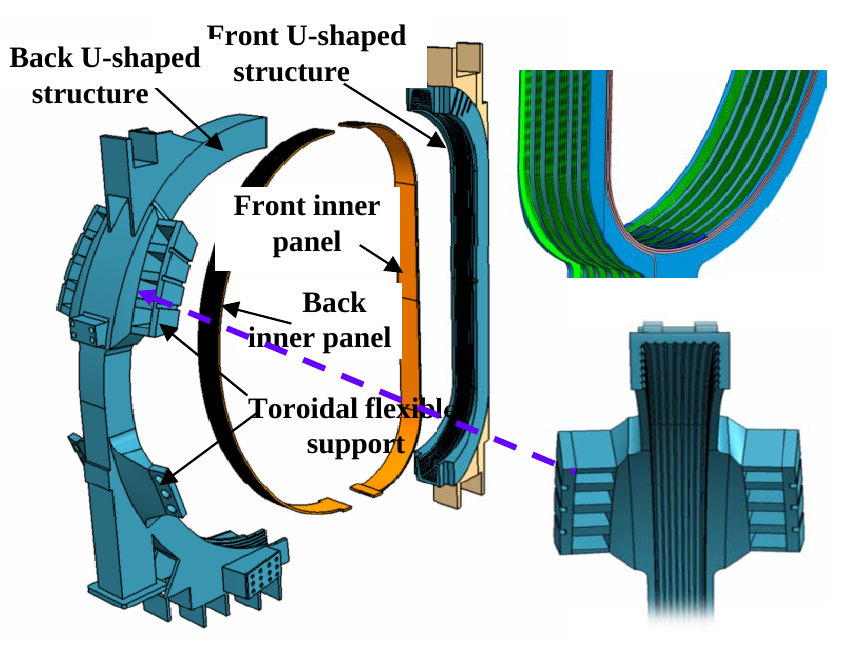 Back U-shaped
structure
Front U-shaped
structure
Front inner
panel
Back
inner panel
Toroidal flexible
support